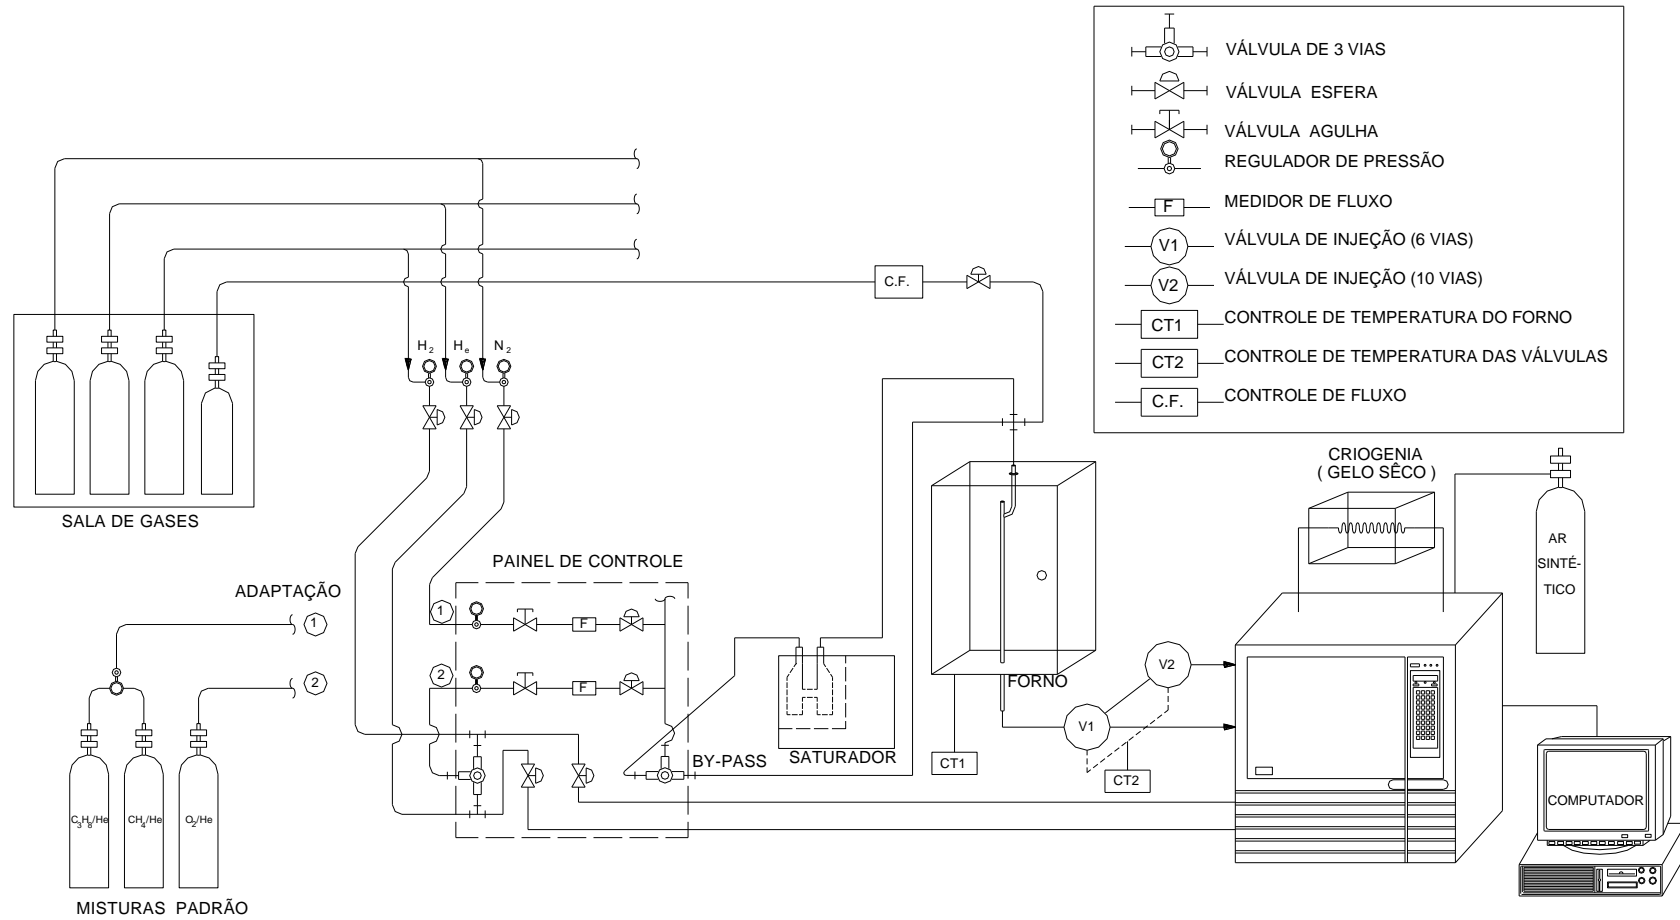 VÁLVULA DE 3 VIAS
VÁLVULA ESFERA
VÁLVULA AGULHA
REGULADOR DE PRESSÃO
F MEDIDOR DE FLUXO
V1 VÁLVULA DE INJEÇÃO (6 VIAS)
V2 VÁLVULA DE INJEÇÃO (10 VIAS)
CT1 CONTROLE DE TEMPERATURA DO FORNO
CT2 CONTROLE DE TEMPERATURA DAS VÁLVULAS
C.F. CONTROLE DE FLUXO
C.F.
H2 He N2
SALA DE GASES
CRIOGENIA
( GELO SÊCO )
AR
SINTÉ-
TICO
PAINEL DE CONTROLE
ADAPTAÇÃO
1
2
1
F
2
F
FORNO
V2
V1
CT1
CT2
BY-PASS
SATURADOR
COMPUTADOR
C3H8/He
CH4/He
O2/He
MISTURAS PADRÃO